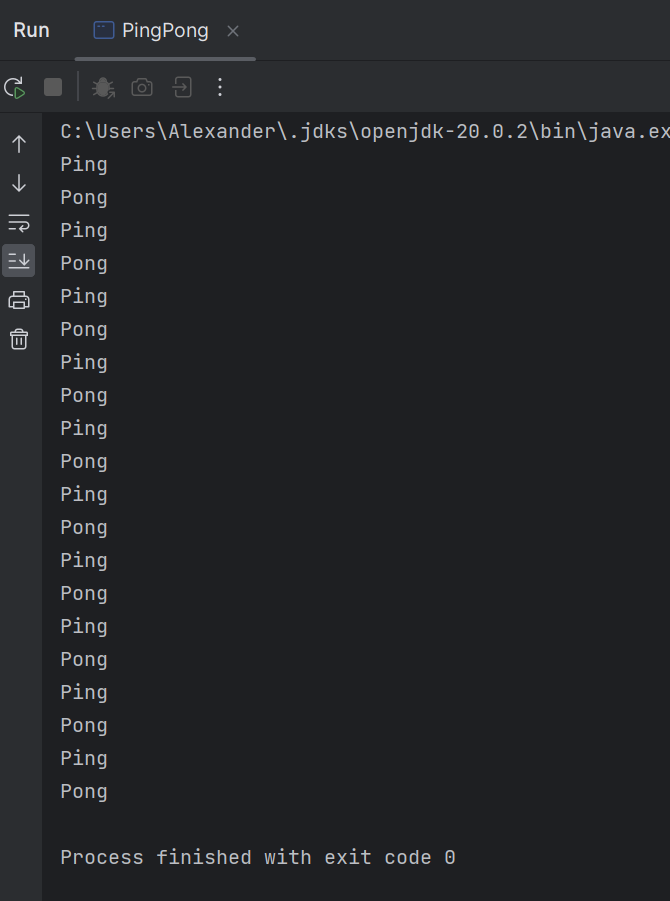 Run PingPong
C:\Users\Alexander\.jdks\openjdk-20.0.2\bin\java.ex
Ping
Pong
Ping
Pong
Ping
Pong
Ping
Pong
Ping
Pong
Ping
Pong
Ping
Pong
Ping
Pong
Ping
Pong
Ping
Pong
Process finished with exit code 0